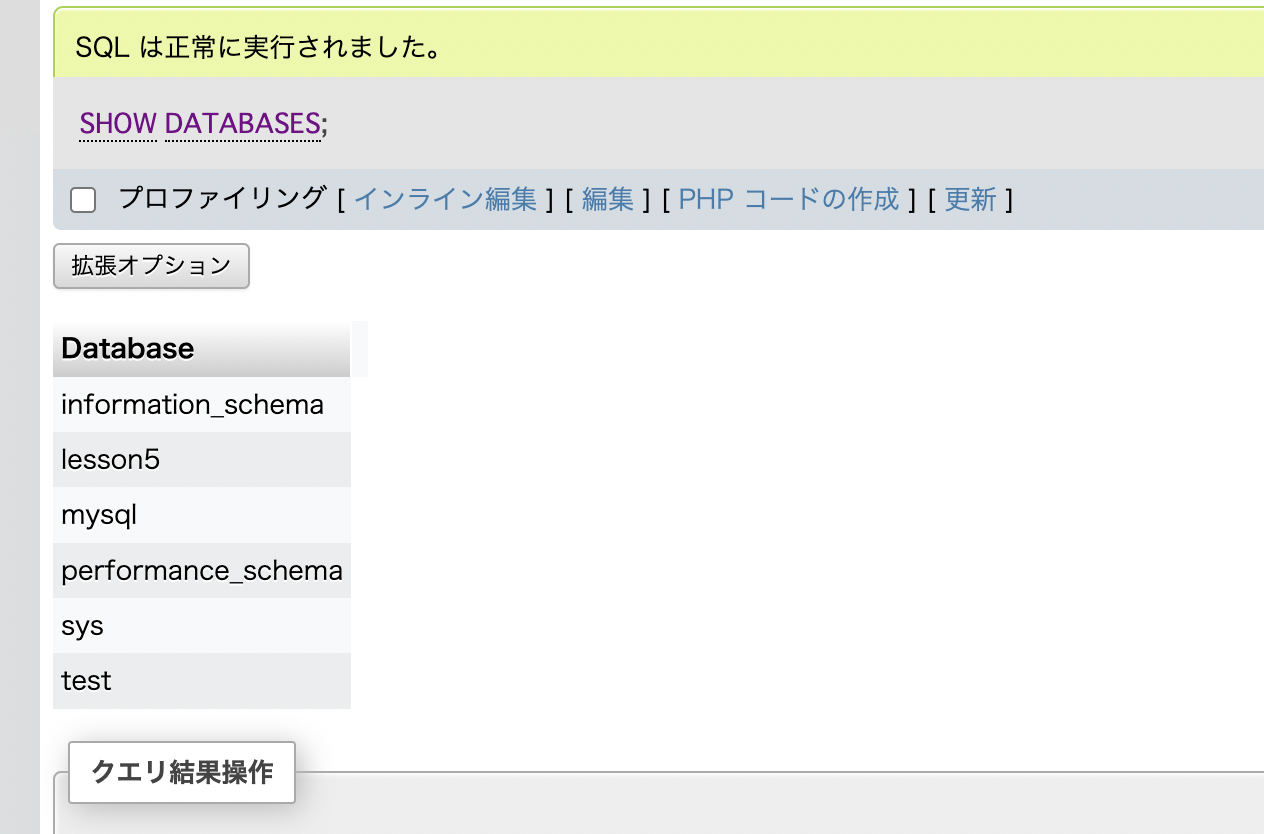 SQL は正常に実行されました。
SHOW DATABASES;
プロファイリング [ インライン編集 ] [ 編集 ] [ PHP コードの作成 ] [ 更新 ]
拡張オプション
Database
information_schema
lesson5
mysql
performance_schema
sys
test
クエリ結果操作